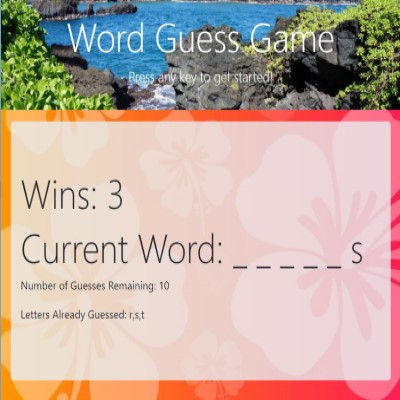 Word Guess Game
Press any key to get started!
Wins: 3
Current Word: _ _ _ _ _ s
Number of Guesses Remaining: 10
Letters Already Guessed: r,s,t